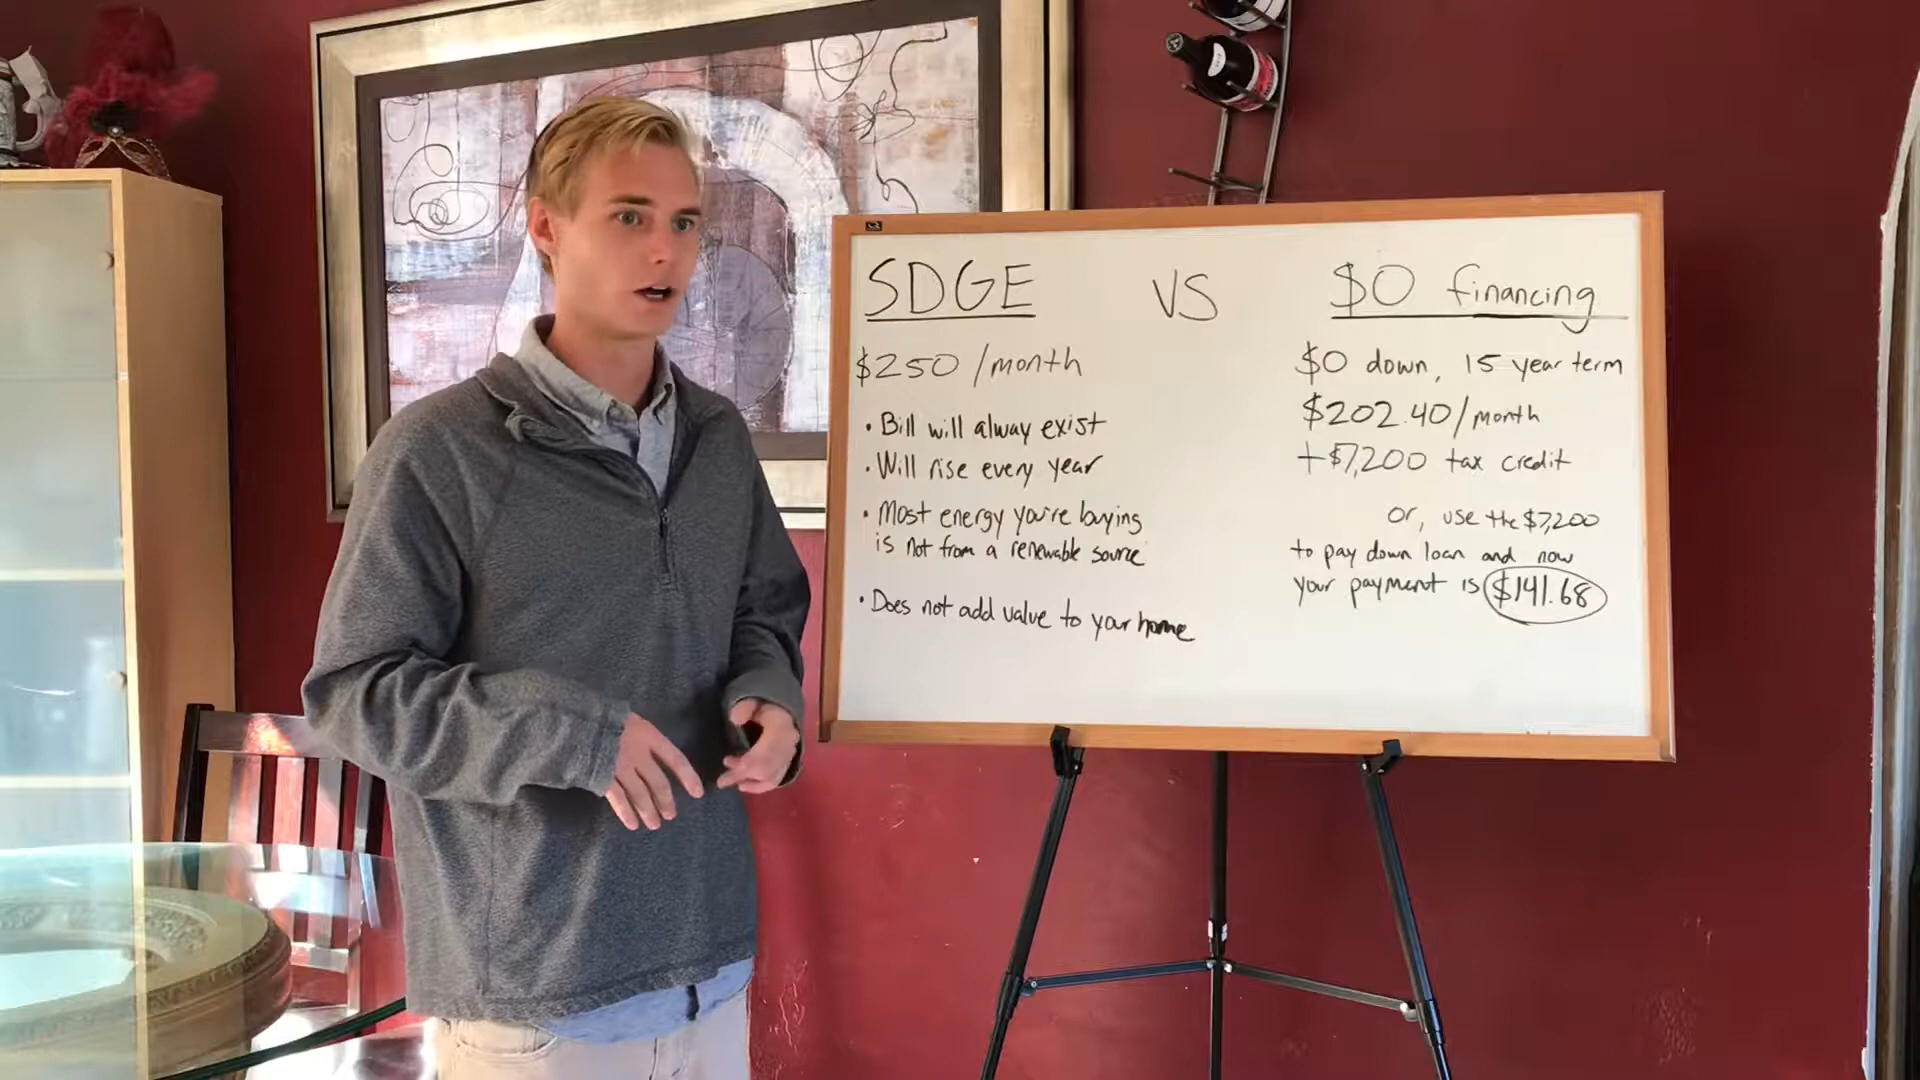 SDGE VS $0 financing
$250/month
• Bill will alway exist
• Will rise every year
• Most energy you're buying
is not from a renewable source
• Does not add value to your home
$0 down, 15 year term
$202.40/month
+$7,200 tax credit
or, use the $7,200
to pay down loan and now
your payment is $141.68